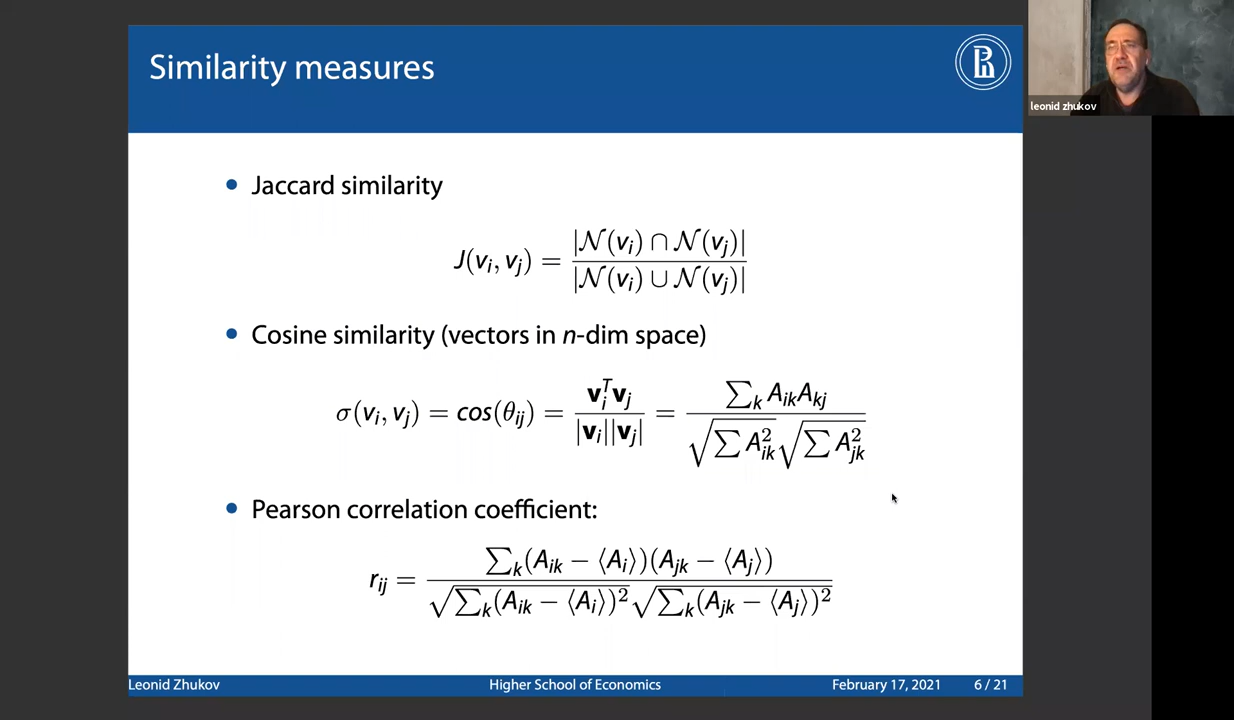 Similarity measures
leonid zhukov
• Jaccard similarity
J(v_i, v_j) = |𝒩(v_i) ∩ 𝒩(v_j)| / |𝒩(v_i) ∪ 𝒩(v_j)|
• Cosine similarity (vectors in n-dim space)
σ(v_i, v_j) = cos(θ_ij) = v_i^T v_j / |v_i||v_j| = ∑_k A_ik A_kj / √(∑ A_ik^2) √(∑ A_jk^2)
• Pearson correlation coefficient:
r_ij = ∑_k (A_ik − ⟨A_i⟩)(A_jk − ⟨A_j⟩) / √(∑_k (A_ik − ⟨A_i⟩)^2) √(∑_k (A_jk − ⟨A_j⟩)^2)
Leonid Zhukov Higher School of Economics February 17, 2021 6 / 21